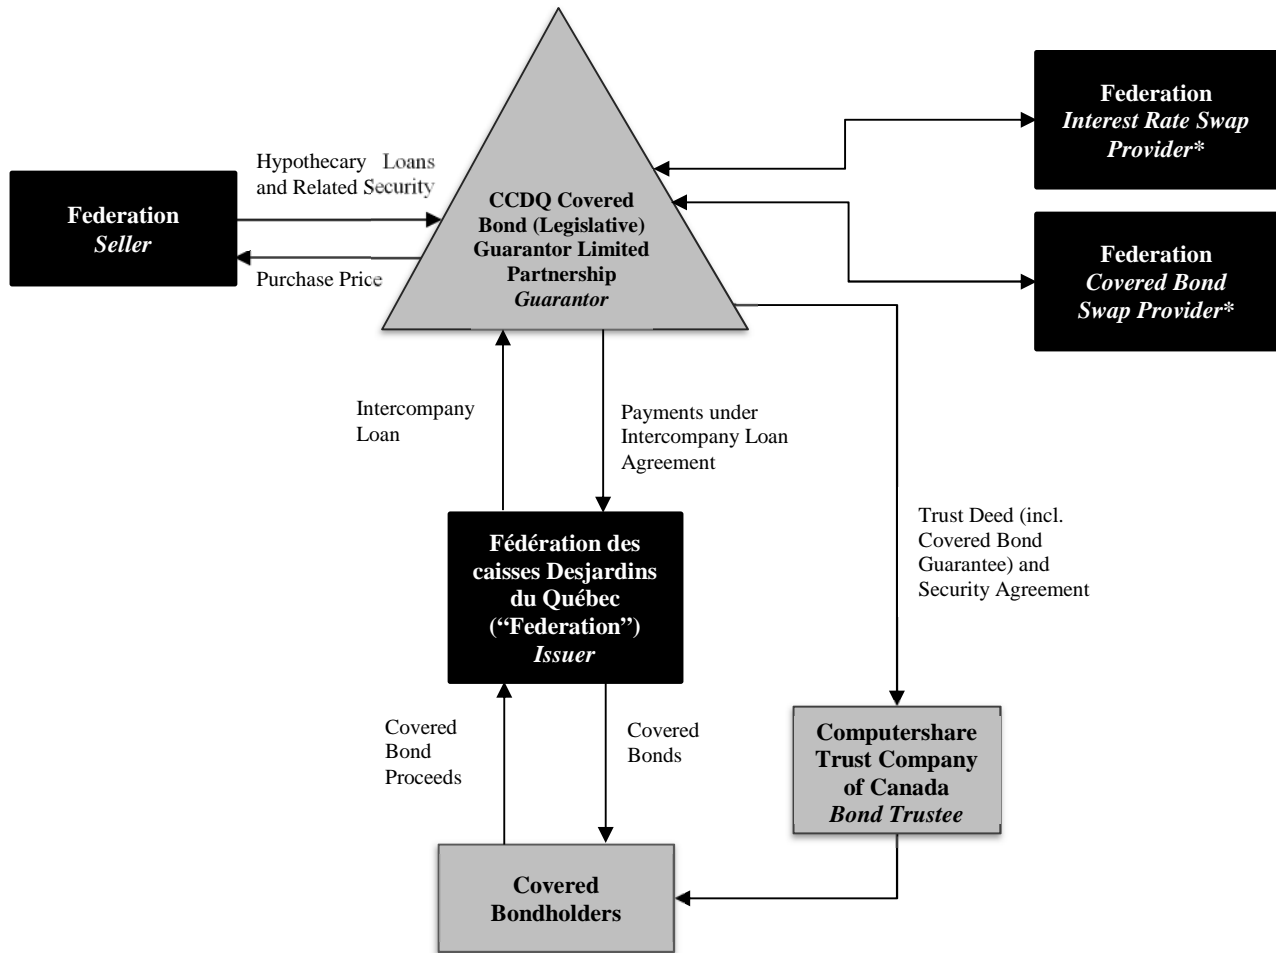 Federation
Interest Rate Swap
Provider*
Hypothecary Loans
and Related Security
Federation
Seller
CCDQ Covered
Bond (Legislative)
Guarantor Limited
Partnership
Guarantor
Purchase Price
Federation
Covered Bond
Swap Provider*
Intercompany
Loan
Payments under
Intercompany Loan
Agreement
Trust Deed (incl.
Covered Bond
Guarantee) and
Security Agreement
Fédération des
caisses Desjardins
du Québec
(“Federation”)
Issuer
Covered
Bond
Proceeds
Covered
Bonds
Computershare
Trust Company
of Canada
Bond Trustee
Covered
Bondholders